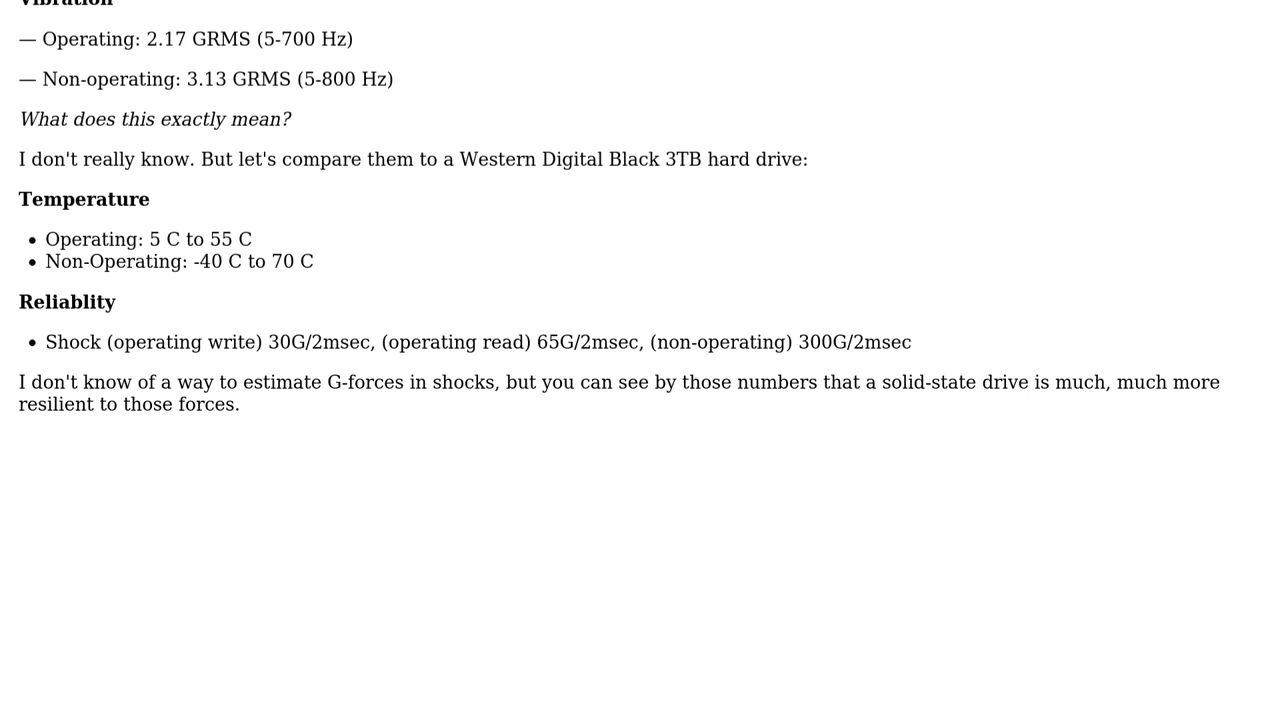 Vibration
— Operating: 2.17 GRMS (5-700 Hz)
— Non-operating: 3.13 GRMS (5-800 Hz)
What does this exactly mean?
I don't really know. But let's compare them to a Western Digital Black 3TB hard drive:
Temperature
• Operating: 5 C to 55 C
• Non-Operating: -40 C to 70 C
Reliablity
• Shock (operating write) 30G/2msec, (operating read) 65G/2msec, (non-operating) 300G/2msec
I don't know of a way to estimate G-forces in shocks, but you can see by those numbers that a solid-state drive is much, much more
resilient to those forces.